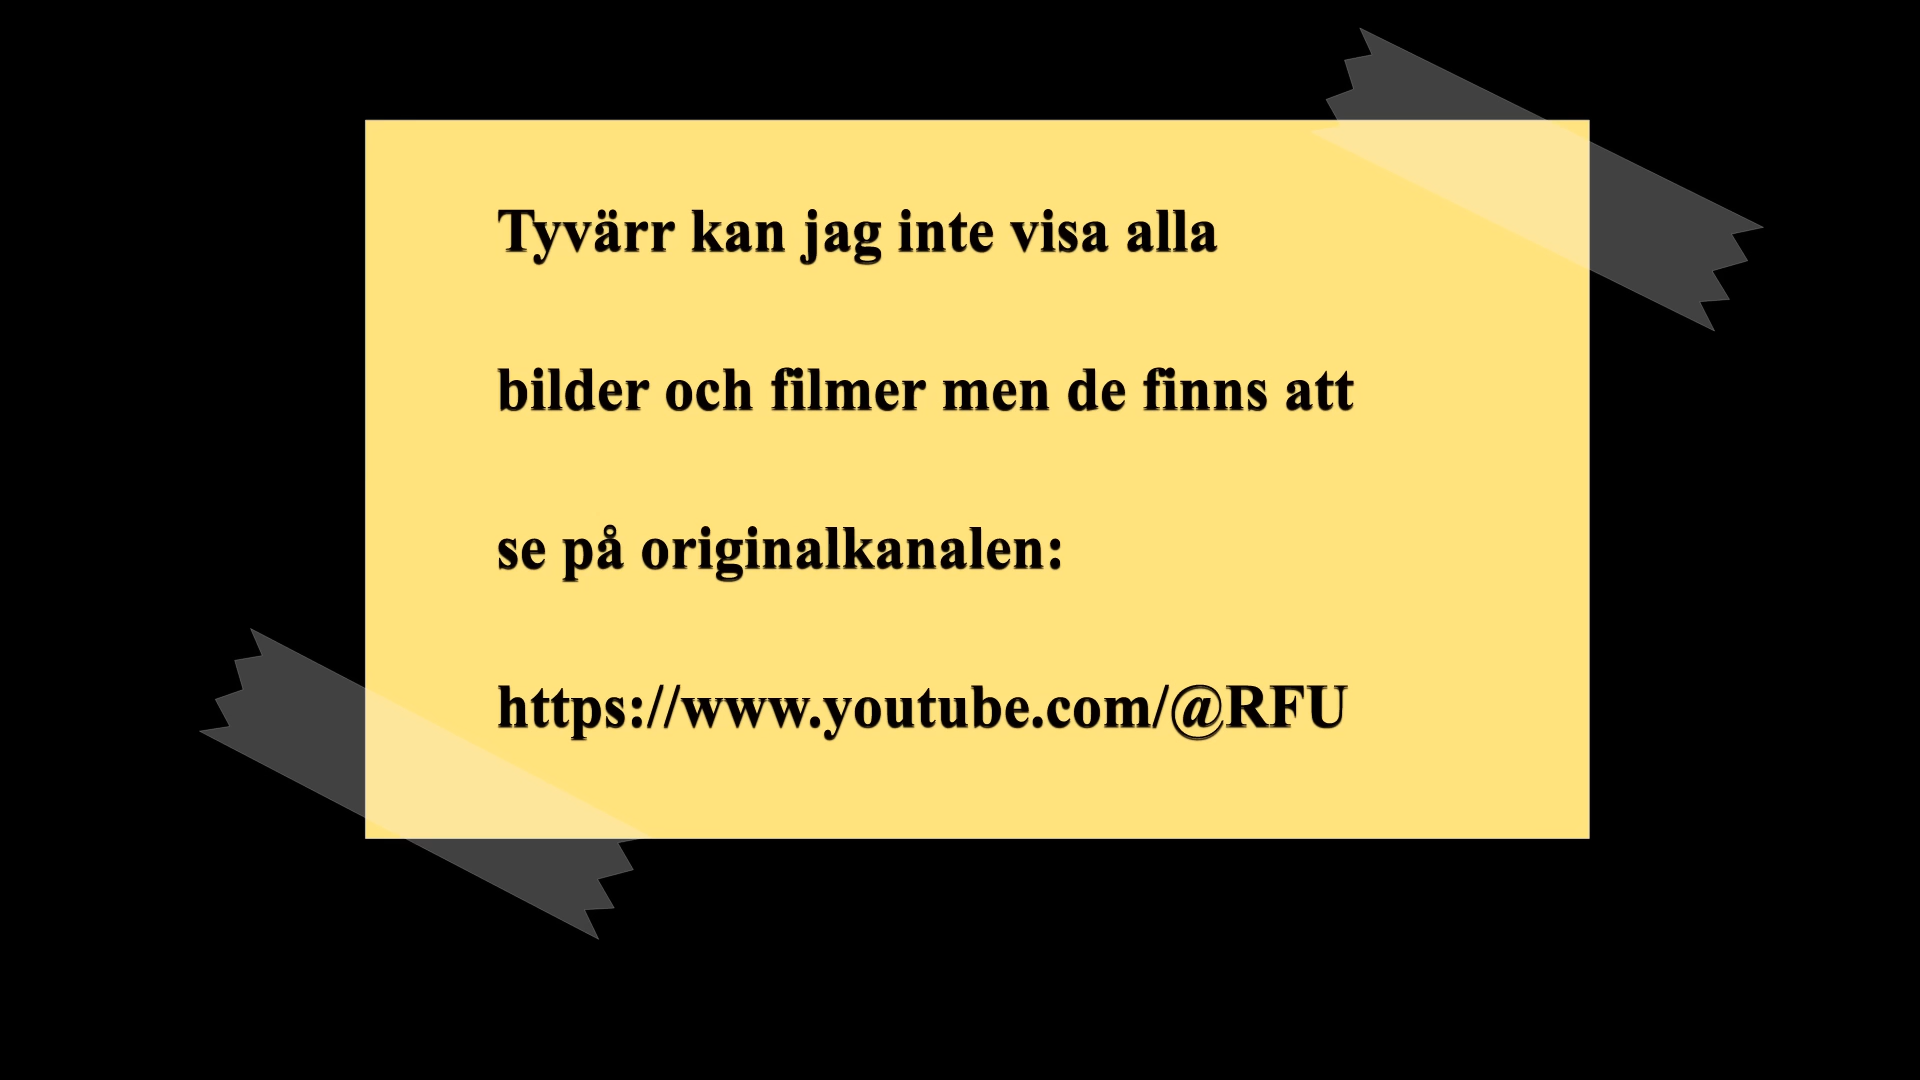 Tyvärr kan jag inte visa alla
bilder och filmer men de finns att
se på originalkanalen:
https://www.youtube.com/@RFU